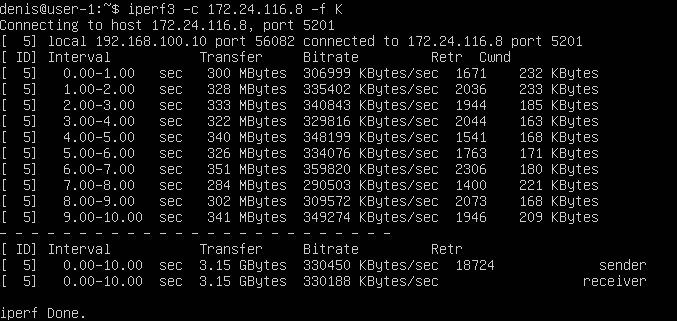 denis@user-1:~$ iperf3 -c 172.24.116.8 -f K
Connecting to host 172.24.116.8, port 5201
[  5] local 192.168.100.10 port 56082 connected to 172.24.116.8 port 5201
[ ID] Interval           Transfer     Bitrate         Retr  Cwnd
[  5]   0.00-1.00   sec   300 MBytes  306999 KBytes/sec  1671    232 KBytes
[  5]   1.00-2.00   sec   328 MBytes  335402 KBytes/sec  2036    233 KBytes
[  5]   2.00-3.00   sec   333 MBytes  340843 KBytes/sec  1944    185 KBytes
[  5]   3.00-4.00   sec   322 MBytes  329816 KBytes/sec  2044    163 KBytes
[  5]   4.00-5.00   sec   340 MBytes  348199 KBytes/sec  1541    168 KBytes
[  5]   5.00-6.00   sec   326 MBytes  334076 KBytes/sec  1763    171 KBytes
[  5]   6.00-7.00   sec   351 MBytes  359820 KBytes/sec  2306    180 KBytes
[  5]   7.00-8.00   sec   284 MBytes  290503 KBytes/sec  1400    221 KBytes
[  5]   8.00-9.00   sec   302 MBytes  309572 KBytes/sec  2073    168 KBytes
[  5]   9.00-10.00  sec   341 MBytes  349274 KBytes/sec  1946    209 KBytes
- - - - - - - - - - - - - - - - - - - - - - - - -
[ ID] Interval           Transfer     Bitrate         Retr
[  5]   0.00-10.00  sec  3.15 GBytes  330450 KBytes/sec  18724             sender
[  5]   0.00-10.00  sec  3.15 GBytes  330188 KBytes/sec                  receiver

iperf Done.